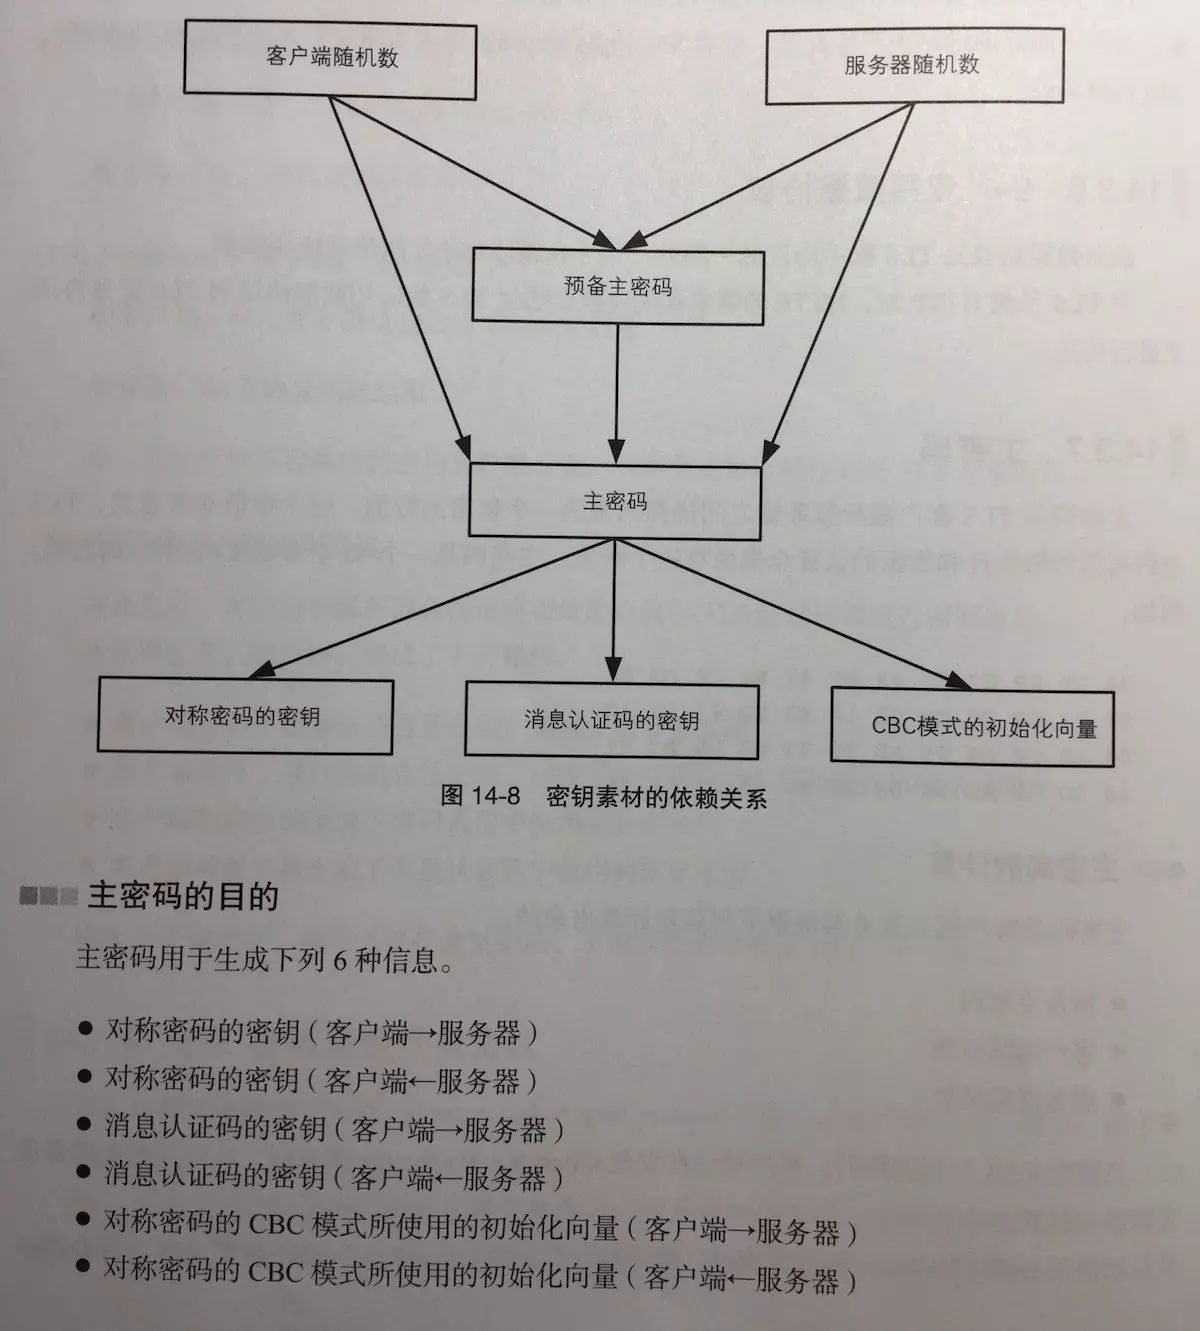 客户端随机数
服务器随机数
预备主密码
主密码
对称密码的密钥
消息认证码的密钥
CBC模式的初始化向量
图 14-8 密钥素材的依赖关系
主密码的目的
主密码用于生成下列 6 种信息。
● 对称密码的密钥(客户端→服务器)
● 对称密码的密钥(客户端←服务器)
● 消息认证码的密钥(客户端→服务器)
● 消息认证码的密钥(客户端←服务器)
● 对称密码的 CBC 模式所使用的初始化向量(客户端→服务器)
● 对称密码的 CBC 模式所使用的初始化向量(客户端←服务器)